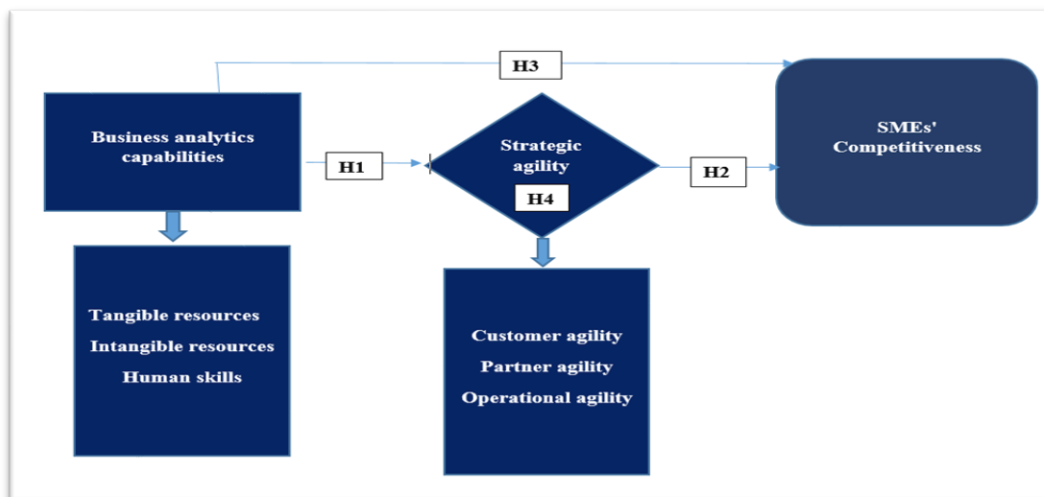 H3
Business analytics
capabilities
H1
Strategic
agility
H4
H2
SMEs'
Competitiveness
Tangible resources
Intangible resources
Human skills
Customer agility
Partner agility
Operational agility